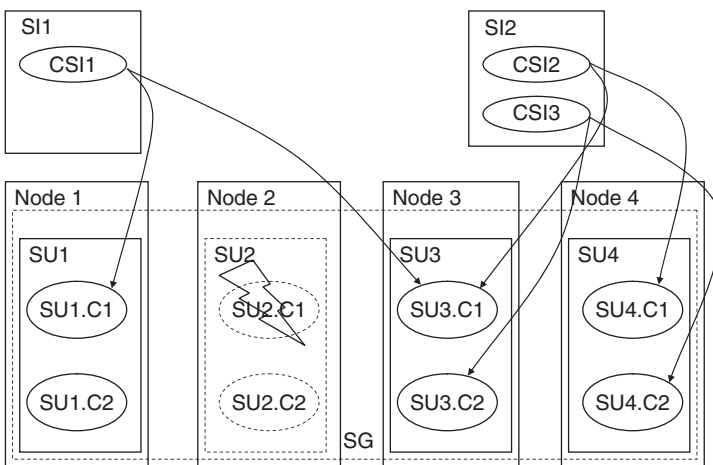 SI1
CSI1
SI2
CSI2
CSI3
Node 1
Node 2
Node 3
Node 4
SU1
SU2
SU3
SU4
SU1.C1
SU2.C1
SU3.C1
SU4.C1
SU1.C2
SU2.C2
SU3.C2
SU4.C2
SG